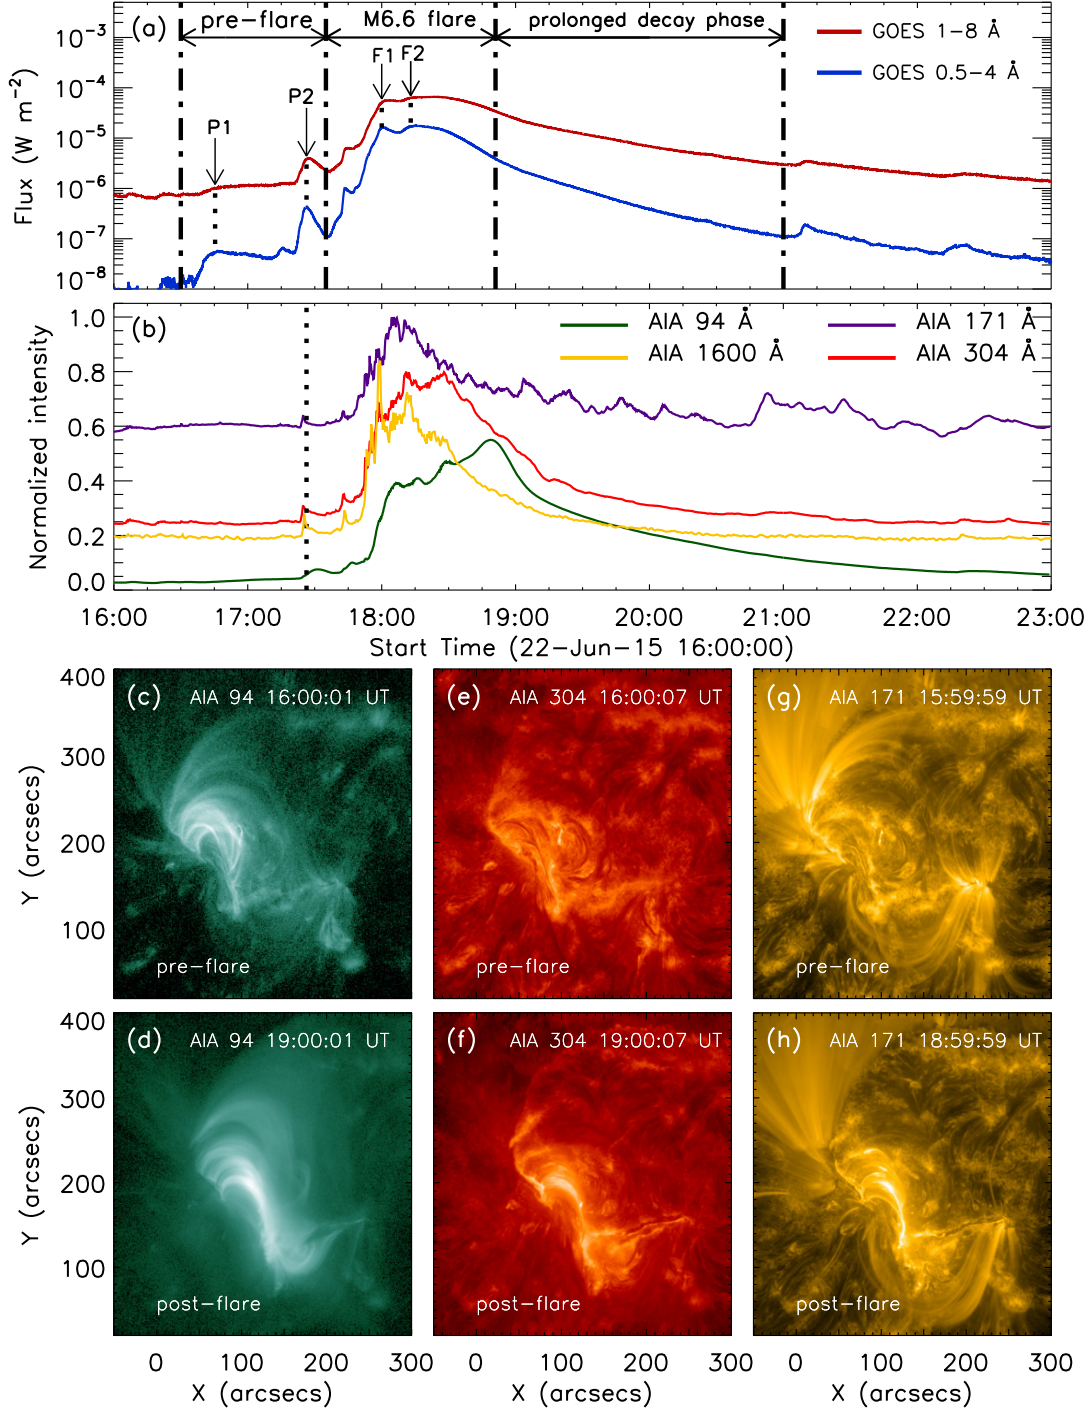 (a) pre-flare M6.6 flare prolonged decay phase GOES 1-8 Å
GOES 0.5-4 Å
F1 F2
P2
P1
Flux (W m⁻²)
10⁻³
10⁻⁴
10⁻⁵
10⁻⁶
10⁻⁷
10⁻⁸
(b) AIA 94 Å AIA 171 Å
AIA 1600 Å AIA 304 Å
Normalized intensity
1.0
0.8
0.6
0.4
0.2
0.0
16:00 17:00 18:00 19:00 20:00 21:00 22:00 23:00
Start Time (22-Jun-15 16:00:00)
(c) AIA 94 16:00:01 UT
pre-flare
(e) AIA 304 16:00:07 UT
pre-flare
(g) AIA 171 15:59:59 UT
pre-flare
Y (arcsecs)
400
300
200
100
(d) AIA 94 19:00:01 UT
post-flare
(f) AIA 304 19:00:07 UT
post-flare
(h) AIA 171 18:59:59 UT
post-flare
Y (arcsecs)
400
300
200
100
0 100 200 300 0 100 200 300 0 100 200 300
X (arcsecs) X (arcsecs) X (arcsecs)